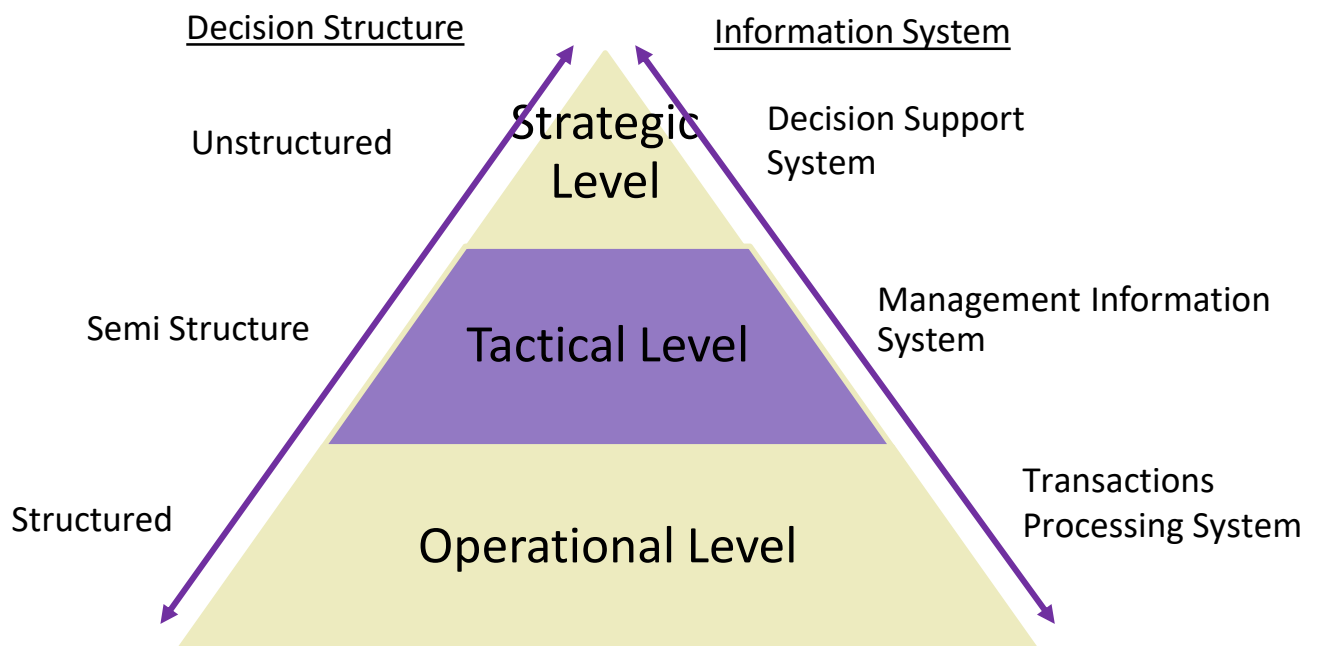 Decision Structure
Information System
Unstructured
Strategic
Level
Decision Support
System
Semi Structure
Tactical Level
Management Information
System
Structured
Operational Level
Transactions
Processing System